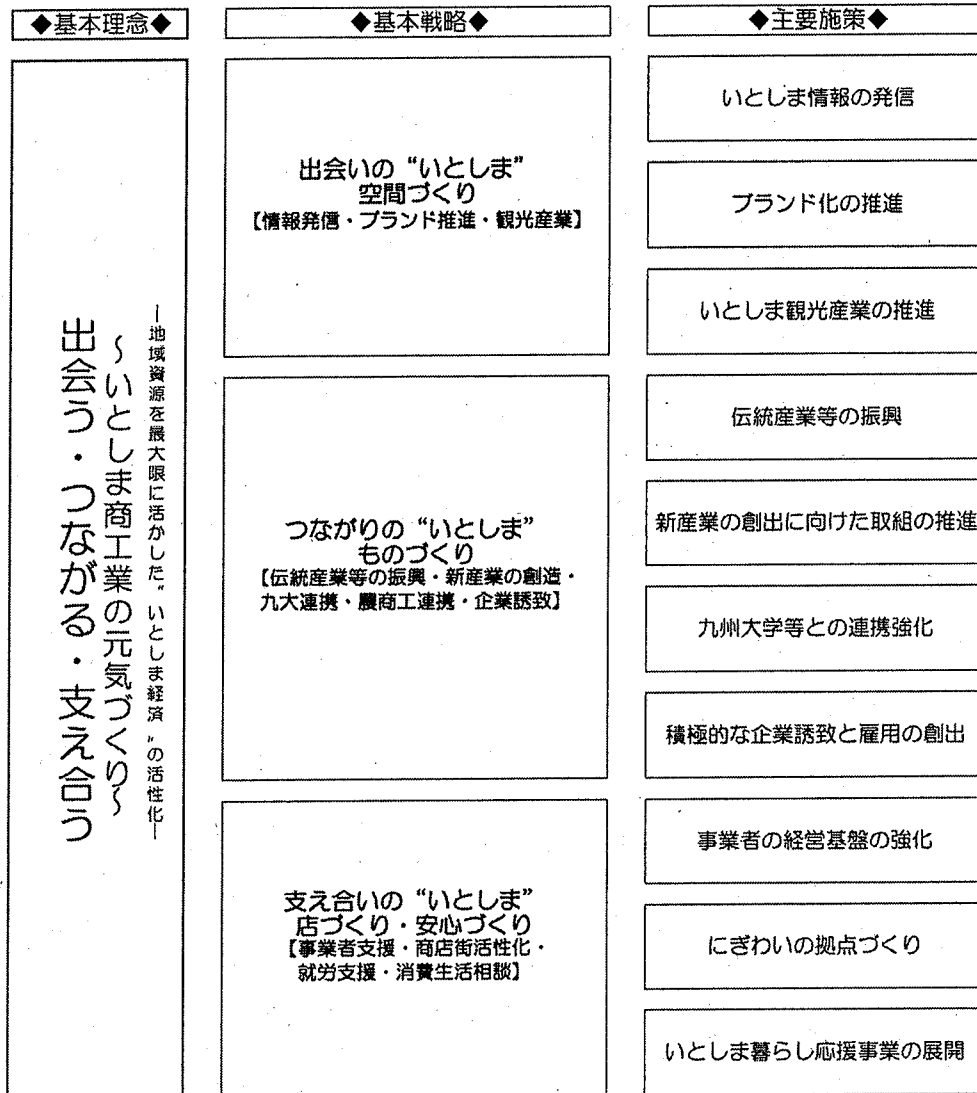 ◆基本理念◆
◆基本戦略◆
◆主要施策◆
―地域資源を最大限に活かした“いとしま経済”の活性化―
～いとしま商工業の元気づくり～
出会う・つながる・支え合う
出会いの“いとしま”
空間づくり
【情報発信・ブランド推進・観光産業】
つながりの“いとしま”
ものづくり
【伝統産業等の振興・新産業の創造・
九大連携・農商工連携・企業誘致】
支え合いの“いとしま”
店づくり・安心づくり
【事業者支援・商店街活性化・
就労支援・消費生活相談】
いとしま情報の発信
ブランド化の推進
いとしま観光産業の推進
伝統産業等の振興
新産業の創出に向けた取組の推進
九州大学等との連携強化
積極的な企業誘致と雇用の創出
事業者の経営基盤の強化
にぎわいの拠点づくり
いとしま暮らし応援事業の展開